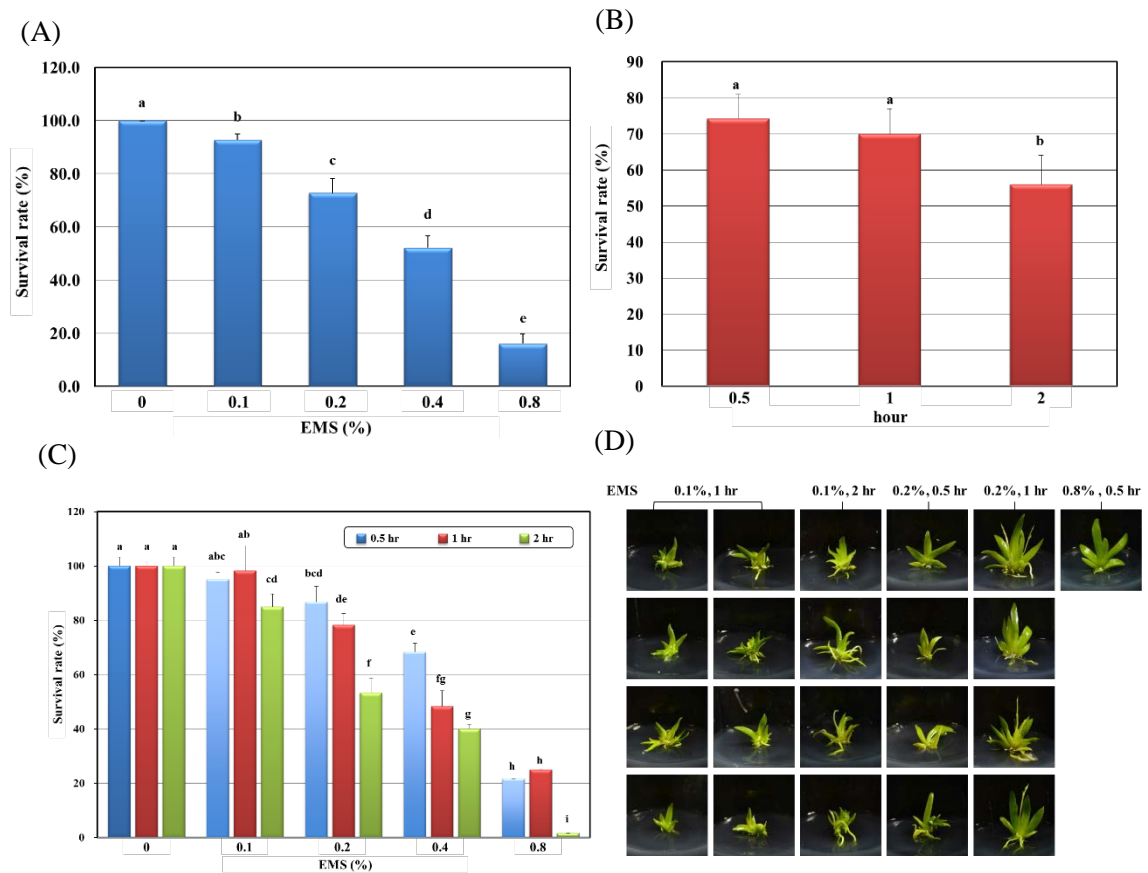 (A)
120.0
100.0
80.0
60.0
40.0
20.0
0.0
Survival rate (%)
a
b
c
d
e
0 0.1 0.2 0.4 0.8
EMS (%)
(B)
90
80
70
60
50
40
30
20
10
0
Survival rate (%)
a
a
b
0.5 1 2
hour
(C)
120
100
80
60
40
20
0
Survival rate (%)
0.5 hr 1 hr 2 hr
a a a
abc ab cd
bcd de f
e fg g
h h i
0 0.1 0.2 0.4 0.8
EMS (%)
(D)
EMS 0.1%, 1 hr 0.1%, 2 hr 0.2%, 0.5 hr 0.2%, 1 hr 0.8% , 0.5 hr